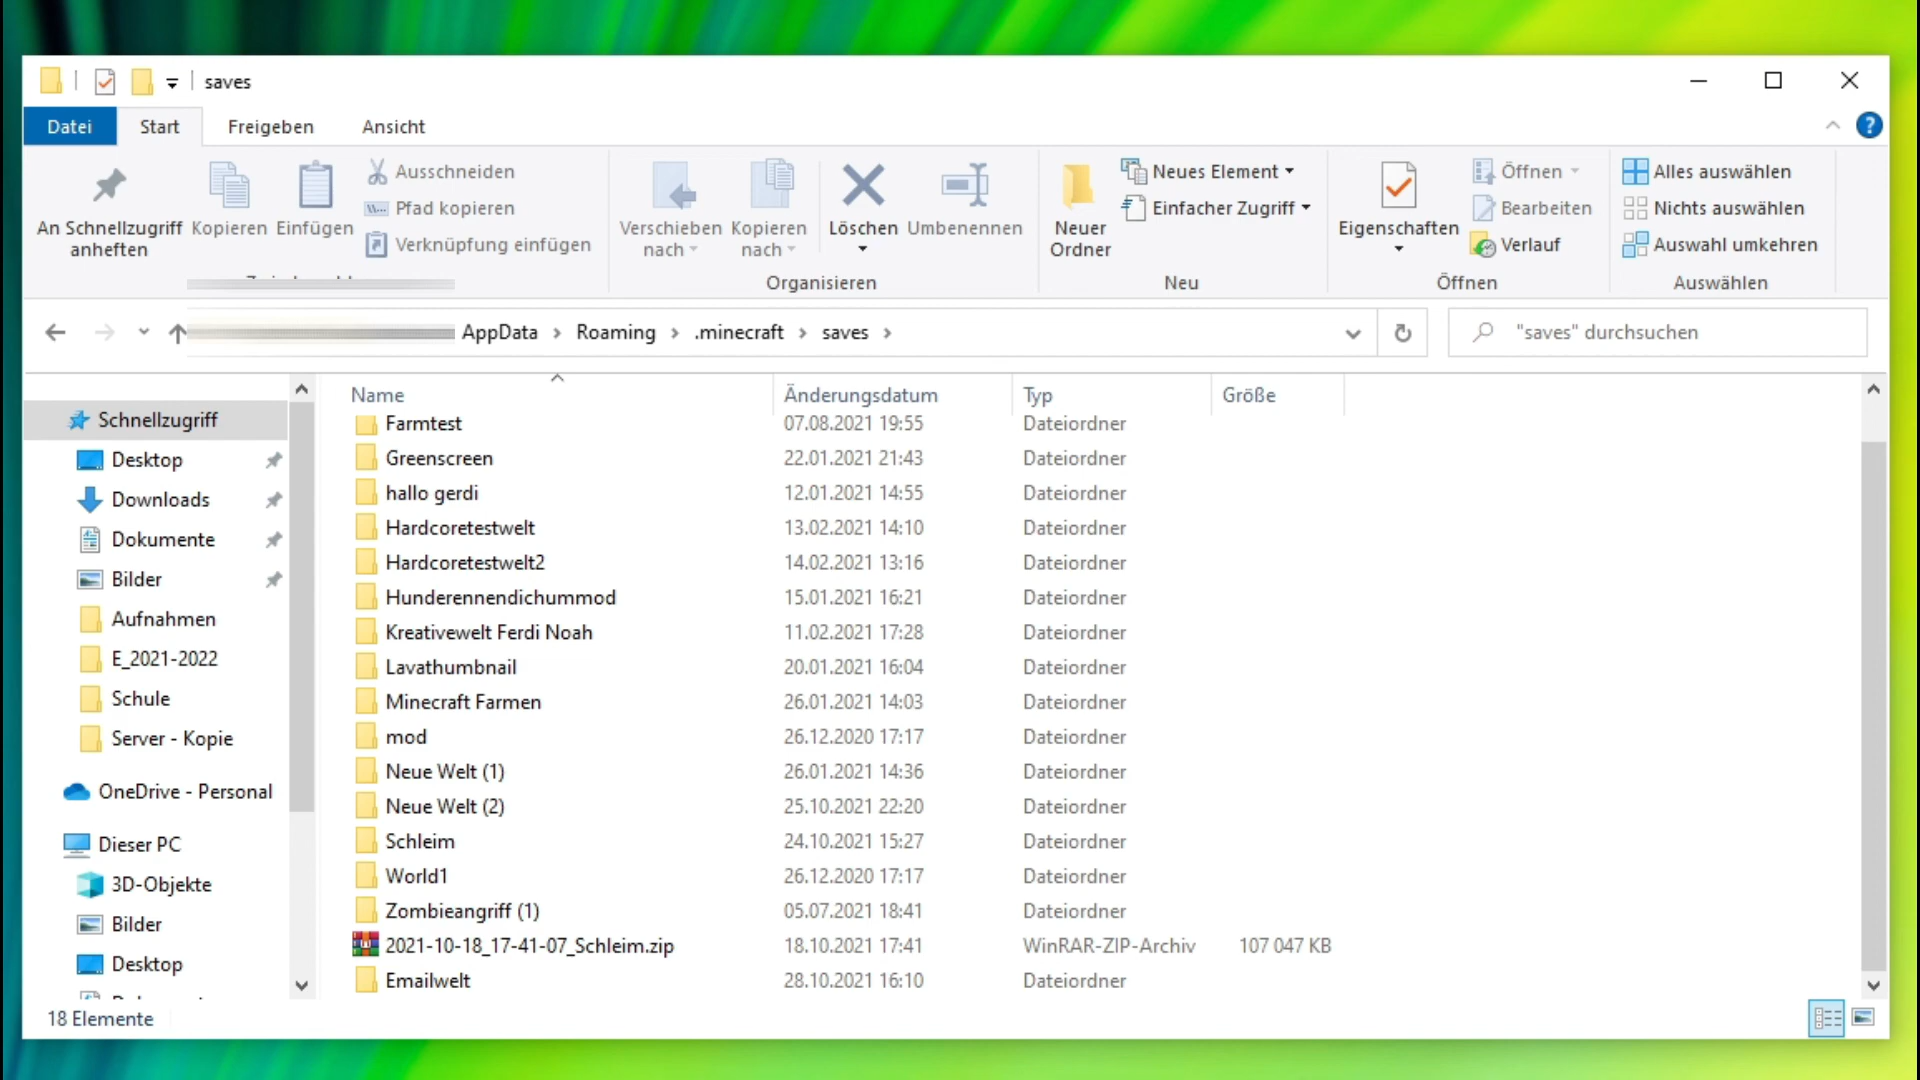 saves
Datei Start Freigeben Ansicht
An Schnellzugriff anheften
Kopieren
Einfügen
Ausschneiden
Pfad kopieren
Verknüpfung einfügen
Verschieben nach
Kopieren nach
Löschen
Umbenennen
Organisieren
Neuer Ordner
Neues Element
Einfacher Zugriff
Neu
Eigenschaften
Öffnen
Bearbeiten
Verlauf
Öffnen
Alles auswählen
Nichts auswählen
Auswahl umkehren
Auswählen
AppData > Roaming > .minecraft > saves >
"saves" durchsuchen
Schnellzugriff
Desktop
Downloads
Dokumente
Bilder
Aufnahmen
E_2021-2022
Schule
Server - Kopie
OneDrive - Personal
Dieser PC
3D-Objekte
Bilder
Desktop
Name Änderungsdatum Typ Größe
Farmtest 07.08.2021 19:55 Dateiordner
Greenscreen 22.01.2021 21:43 Dateiordner
hallo gerdi 12.01.2021 14:55 Dateiordner
Hardcoretestwelt 13.02.2021 14:10 Dateiordner
Hardcoretestwelt2 14.02.2021 13:16 Dateiordner
Hunderennendichummod 15.01.2021 16:21 Dateiordner
Kreativewelt Ferdi Noah 11.02.2021 17:28 Dateiordner
Lavathumbnail 20.01.2021 16:04 Dateiordner
Minecraft Farmen 26.01.2021 14:03 Dateiordner
mod 26.12.2020 17:17 Dateiordner
Neue Welt (1) 26.01.2021 14:36 Dateiordner
Neue Welt (2) 25.10.2021 22:20 Dateiordner
Schleim 24.10.2021 15:27 Dateiordner
World1 26.12.2020 17:17 Dateiordner
Zombieangriff (1) 05.07.2021 18:41 Dateiordner
2021-10-18_17-41-07_Schleim.zip 18.10.2021 17:41 WinRAR-ZIP-Archiv 107 047 KB
Emailwelt 28.10.2021 16:10 Dateiordner
18 Elemente